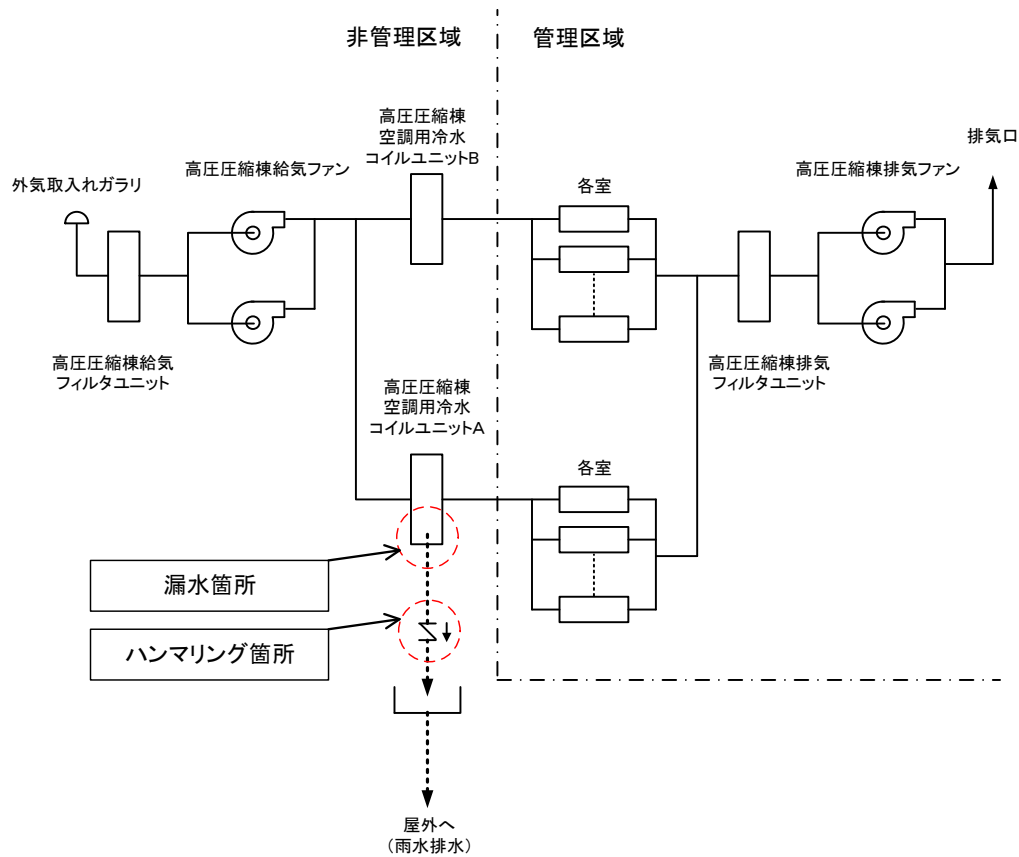 非管理区域
管理区域
高圧圧縮棟
空調用冷水
コイルユニットB
高圧圧縮棟給気ファン
外気取入れガラリ
各室
高圧圧縮棟排気ファン
排気口
高圧圧縮棟給気
フィルタユニット
高圧圧縮棟排気
フィルタユニット
高圧圧縮棟
空調用冷水
コイルユニットA
各室
漏水箇所
ハンマリング箇所
屋外へ
(雨水排水)